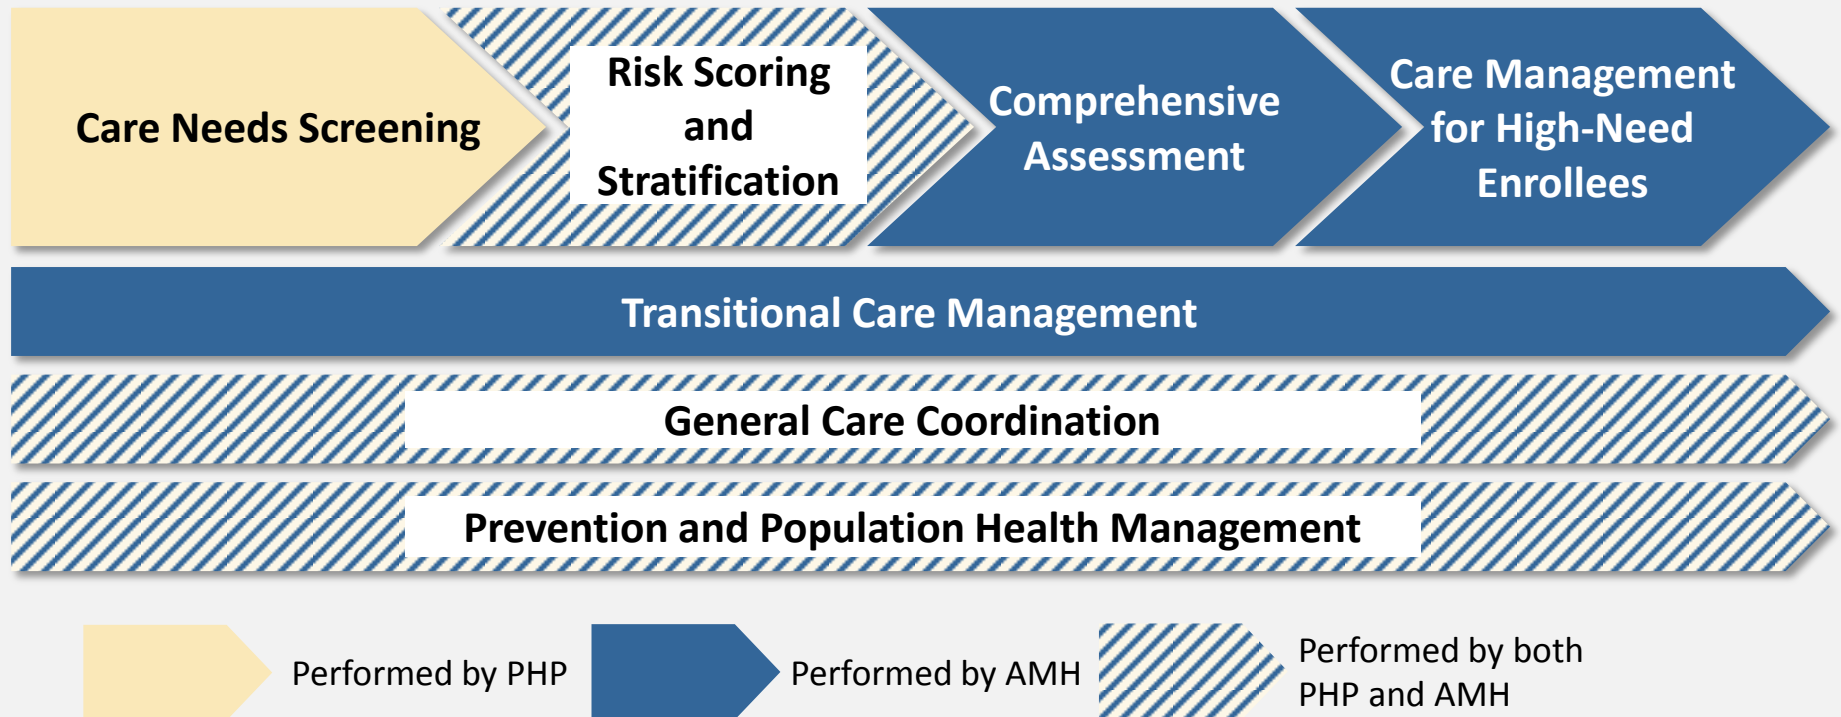 Care Needs Screening
Risk Scoring
and
Stratification
Comprehensive
Assessment
Care Management
for High-Need
Enrollees
Transitional Care Management
General Care Coordination
Prevention and Population Health Management
Performed by PHP
Performed by AMH
Performed by both
PHP and AMH